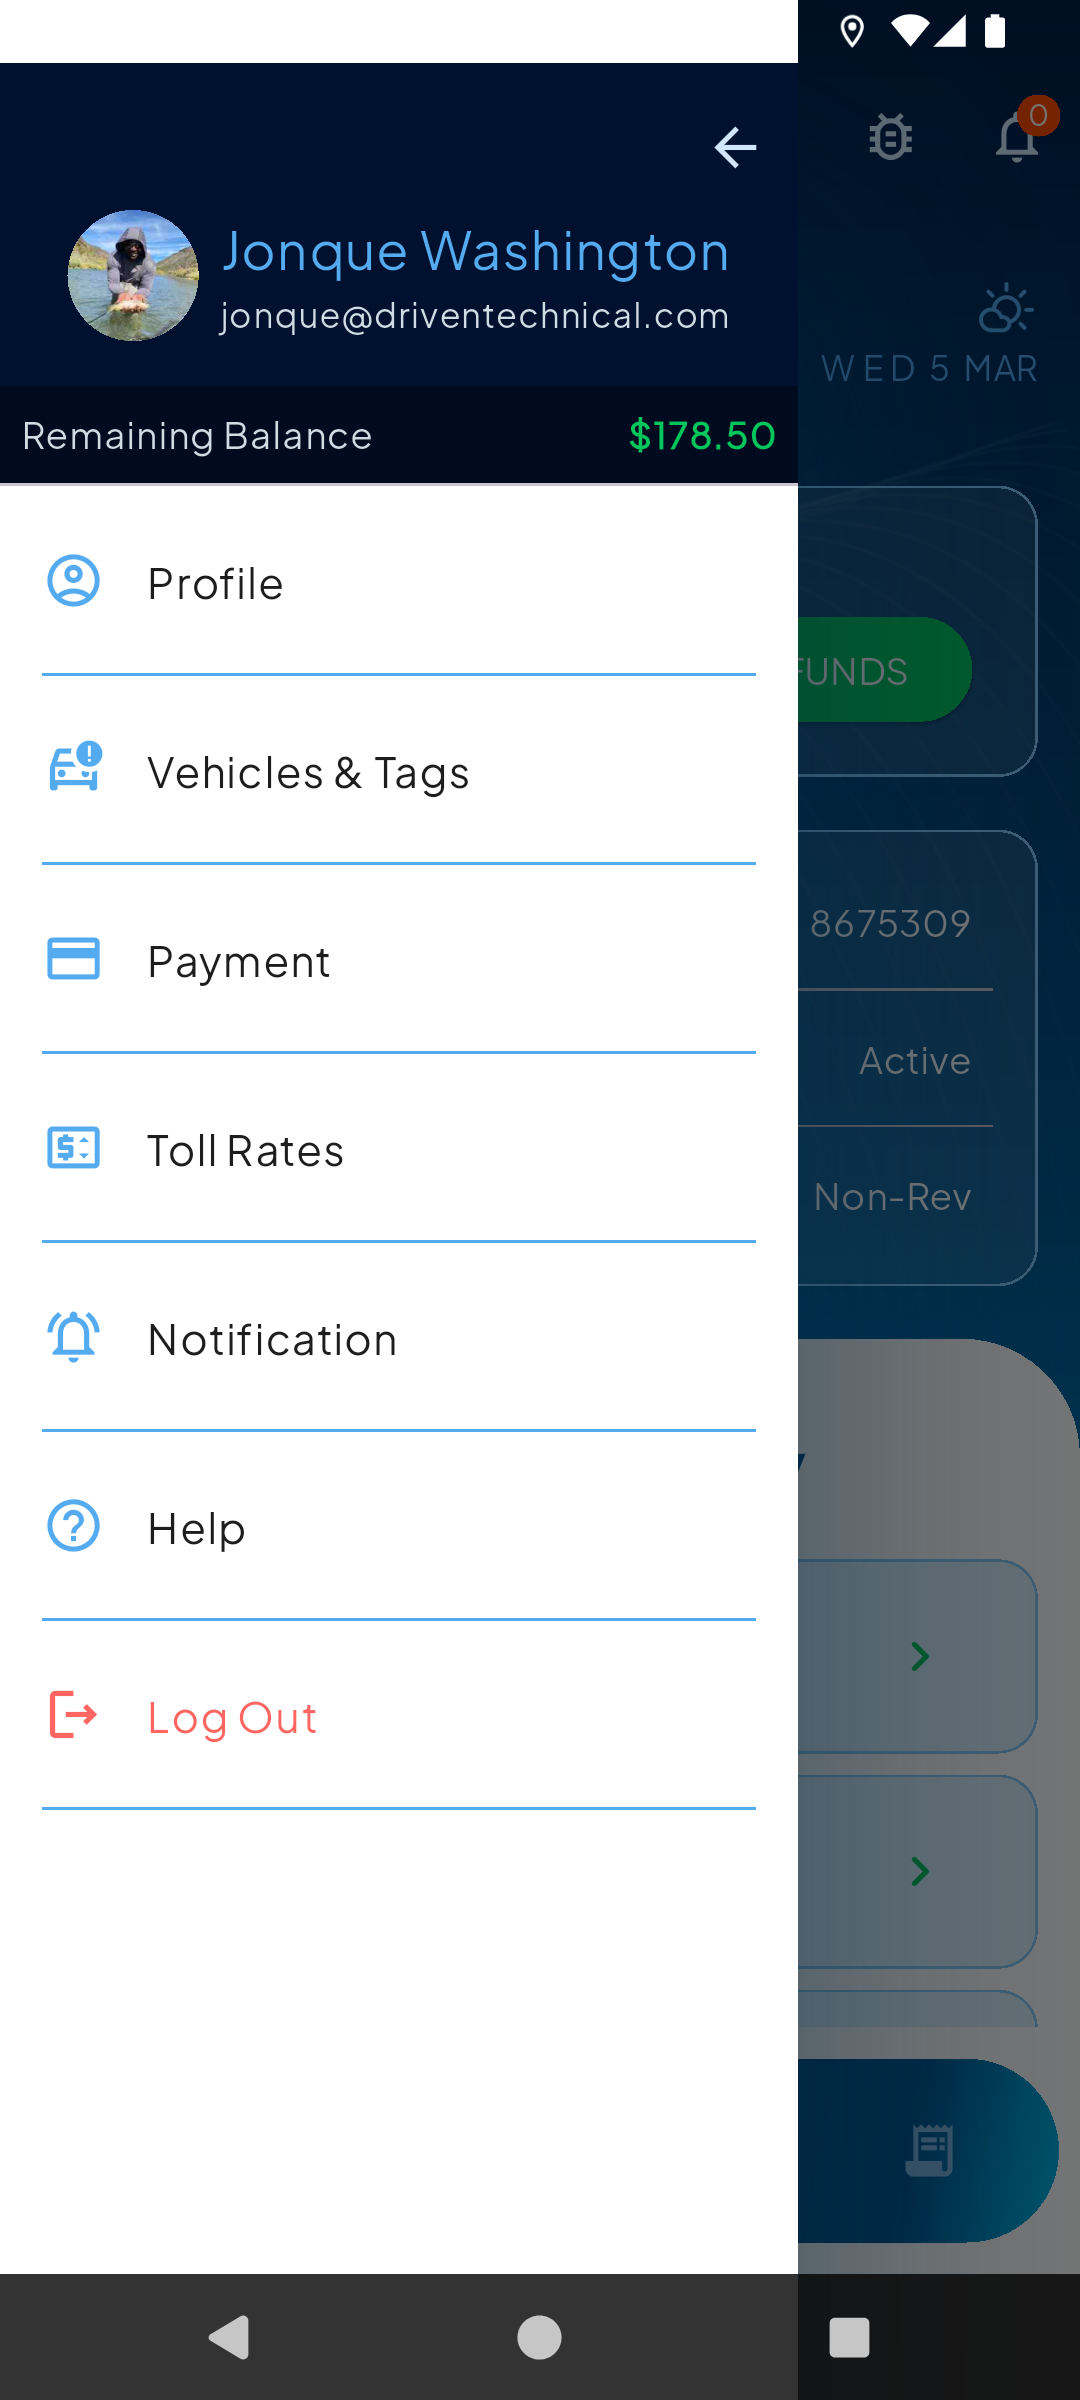 0
Jonque Washington
jonque@driventechnical.com
WED 5 MAR
Remaining Balance $178.50
Profile
FUNDS
Vehicles & Tags
8675309
Payment
Active
Toll Rates
Non-Rev
Notification
Help
Log Out